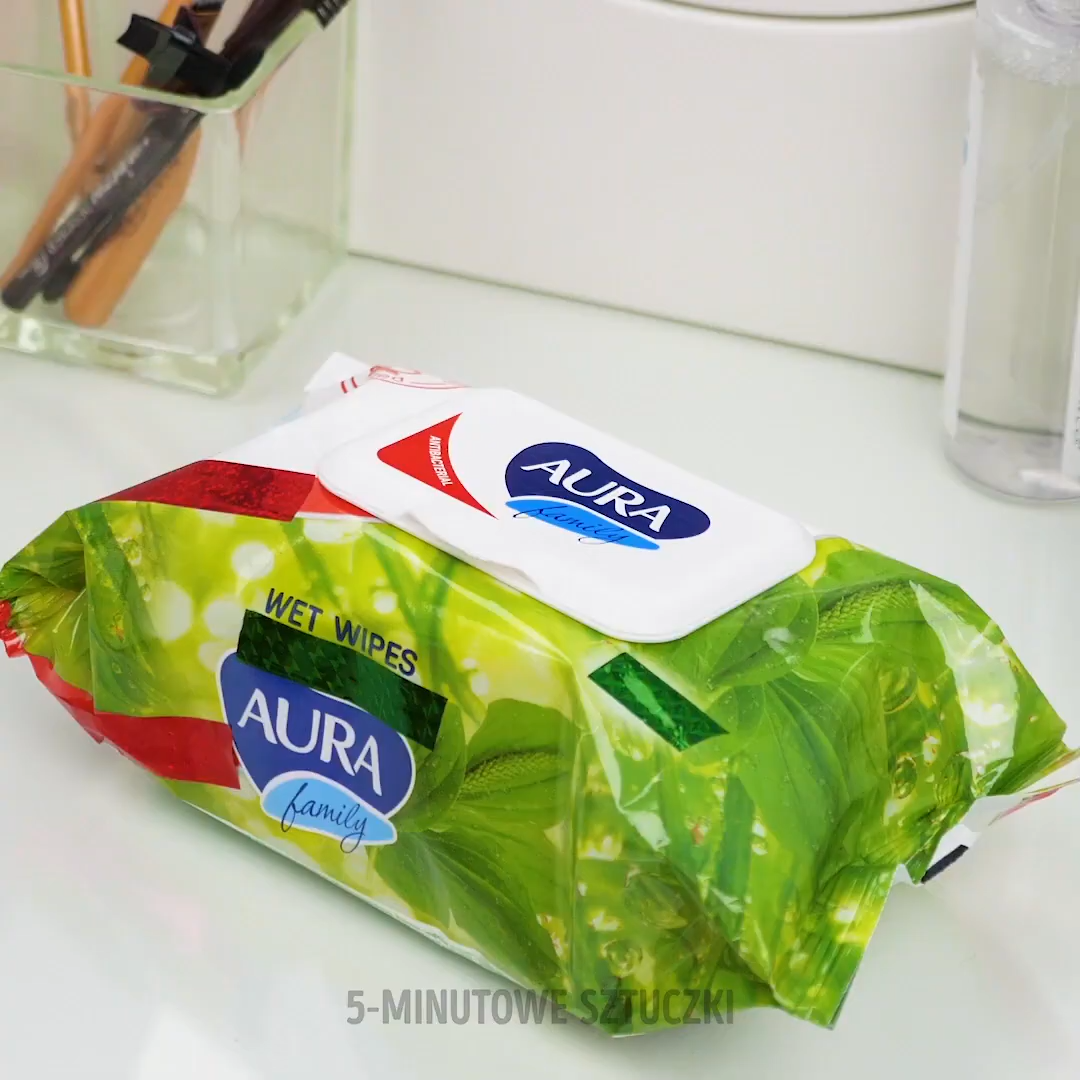 ANTIBACTERIAL
AURA
family
WET WIPES
AURA
family
5-MINUTOWE SZTUCZKI